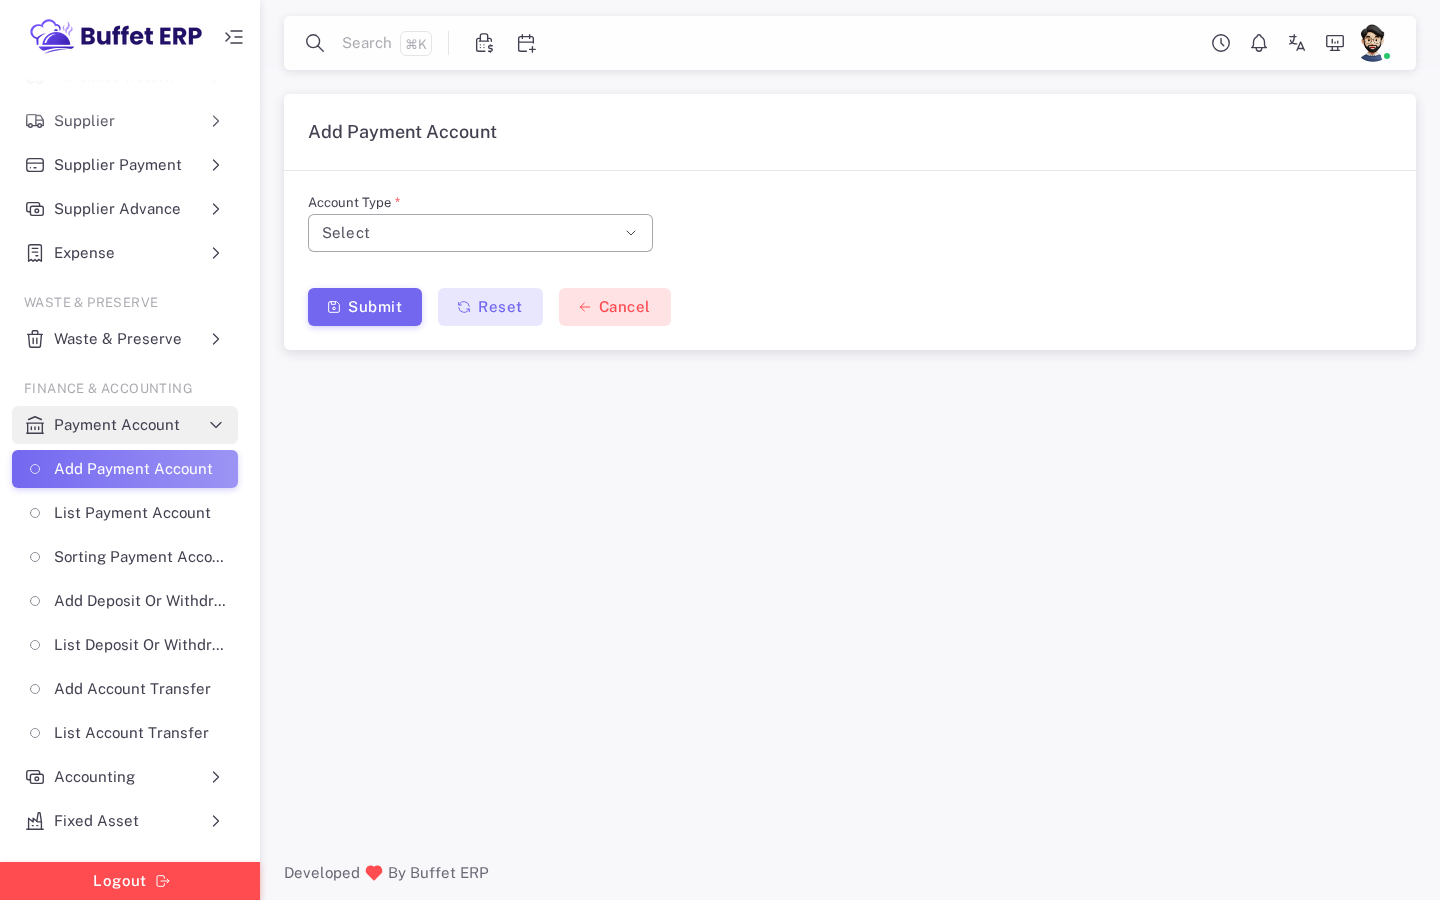 Buffet ERP
Search ⌘K
Supplier
Supplier Payment
Supplier Advance
Expense
WASTE & PRESERVE
Waste & Preserve
FINANCE & ACCOUNTING
Payment Account
Add Payment Account
List Payment Account
Sorting Payment Acco...
Add Deposit Or Withdr...
List Deposit Or Withdr...
Add Account Transfer
List Account Transfer
Accounting
Fixed Asset
Logout
Add Payment Account
Account Type *
Select
Submit Reset Cancel
Developed By Buffet ERP